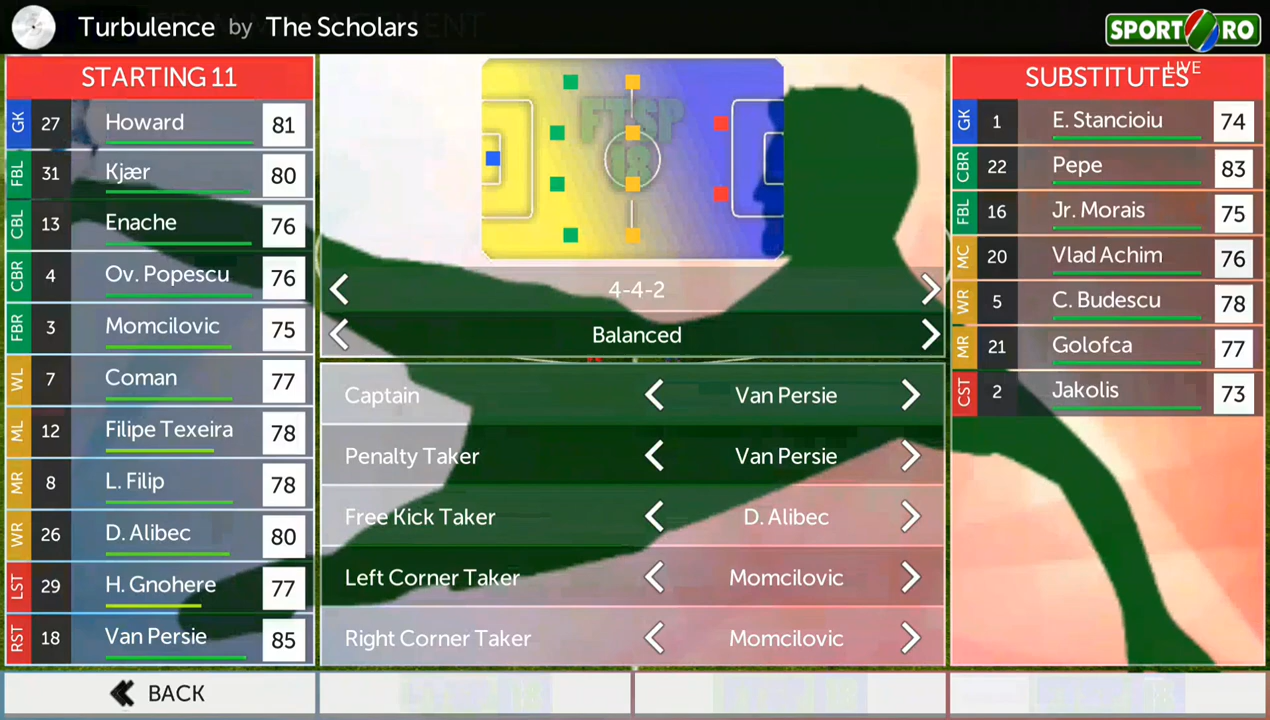 Turbulence by The Scholars
SPORT RO
LIVE
STARTING 11
GK 27 Howard 81
FBL 31 Kjær 80
CBL 13 Enache 76
CBR 4 Ov. Popescu 76
FBR 3 Momcilovic 75
WL 7 Coman 77
ML 12 Filipe Texeira 78
MR 8 L. Filip 78
WR 26 D. Alibec 80
LST 29 H. Gnohere 77
RST 18 Van Persie 85
FTSP
18
4-4-2
Balanced
Captain Van Persie
Penalty Taker Van Persie
Free Kick Taker D. Alibec
Left Corner Taker Momcilovic
Right Corner Taker Momcilovic
SUBSTITUTES
GK 1 E. Stancioiu 74
CBR 22 Pepe 83
FBL 16 Jr. Morais 75
MC 20 Vlad Achim 76
WR 5 C. Budescu 78
MR 21 Golofca 77
CST 2 Jakolis 73
BACK